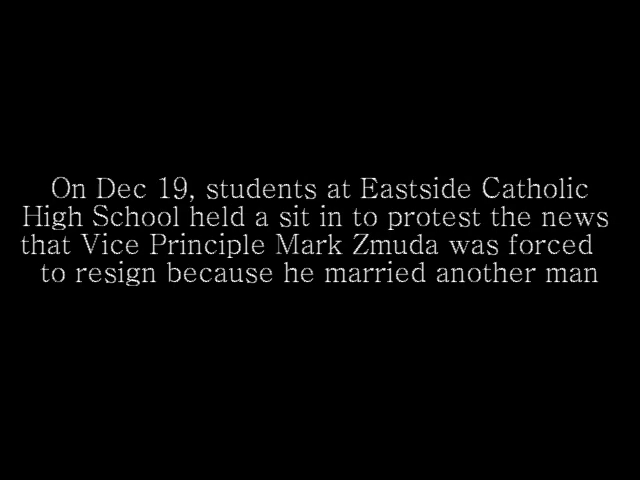 On Dec 19, students at Eastside Catholic
High School held a sit in to protest the news
that Vice Principle Mark Zmuda was forced
to resign because he married another man